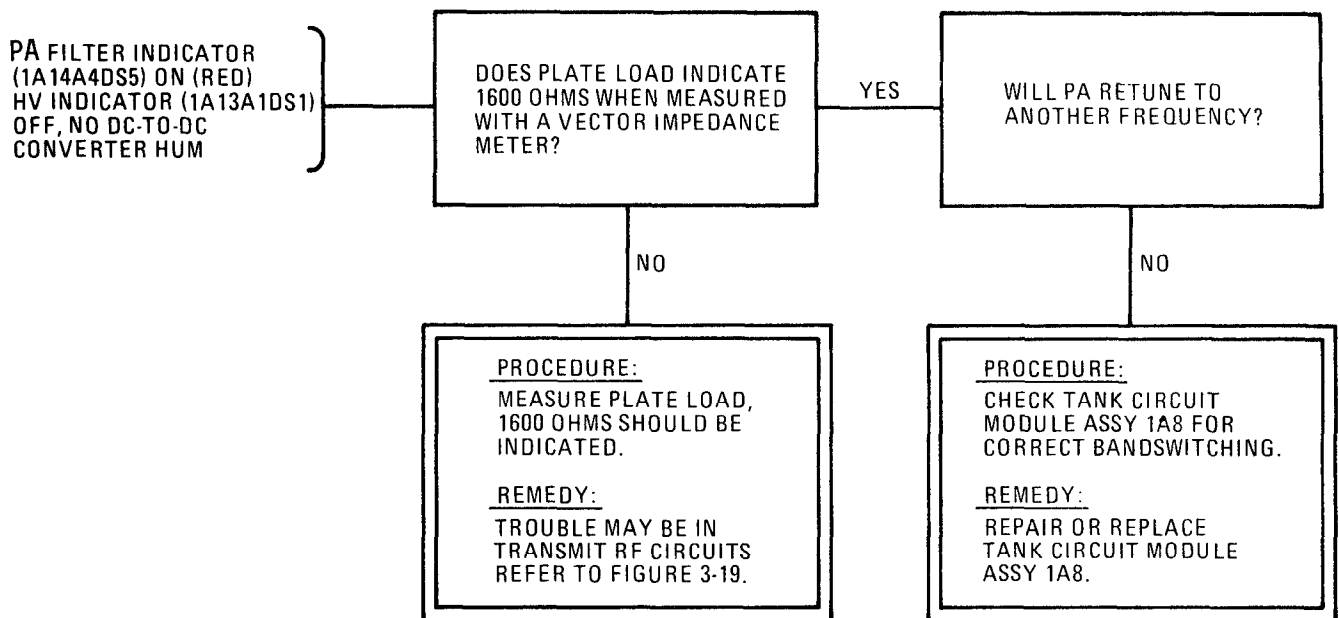 PA FILTER INDICATOR
(1A14A4DS5) ON (RED)
HV INDICATOR (1A13A1DS1)
OFF, NO DC-TO-DC
CONVERTER HUM
DOES PLATE LOAD INDICATE
1600 OHMS WHEN MEASURED
WITH A VECTOR IMPEDANCE
METER?
YES
WILL PA RETUNE TO
ANOTHER FREQUENCY?
NO
NO
PROCEDURE:
MEASURE PLATE LOAD,
1600 OHMS SHOULD BE
INDICATED.
REMEDY:
TROUBLE MAY BE IN
TRANSMIT RF CIRCUITS
REFER TO FIGURE 3-19.
PROCEDURE:
CHECK TANK CIRCUIT
MODULE ASSY 1A8 FOR
CORRECT BANDSWITCHING.
REMEDY:
REPAIR OR REPLACE
TANK CIRCUIT MODULE
ASSY 1A8.